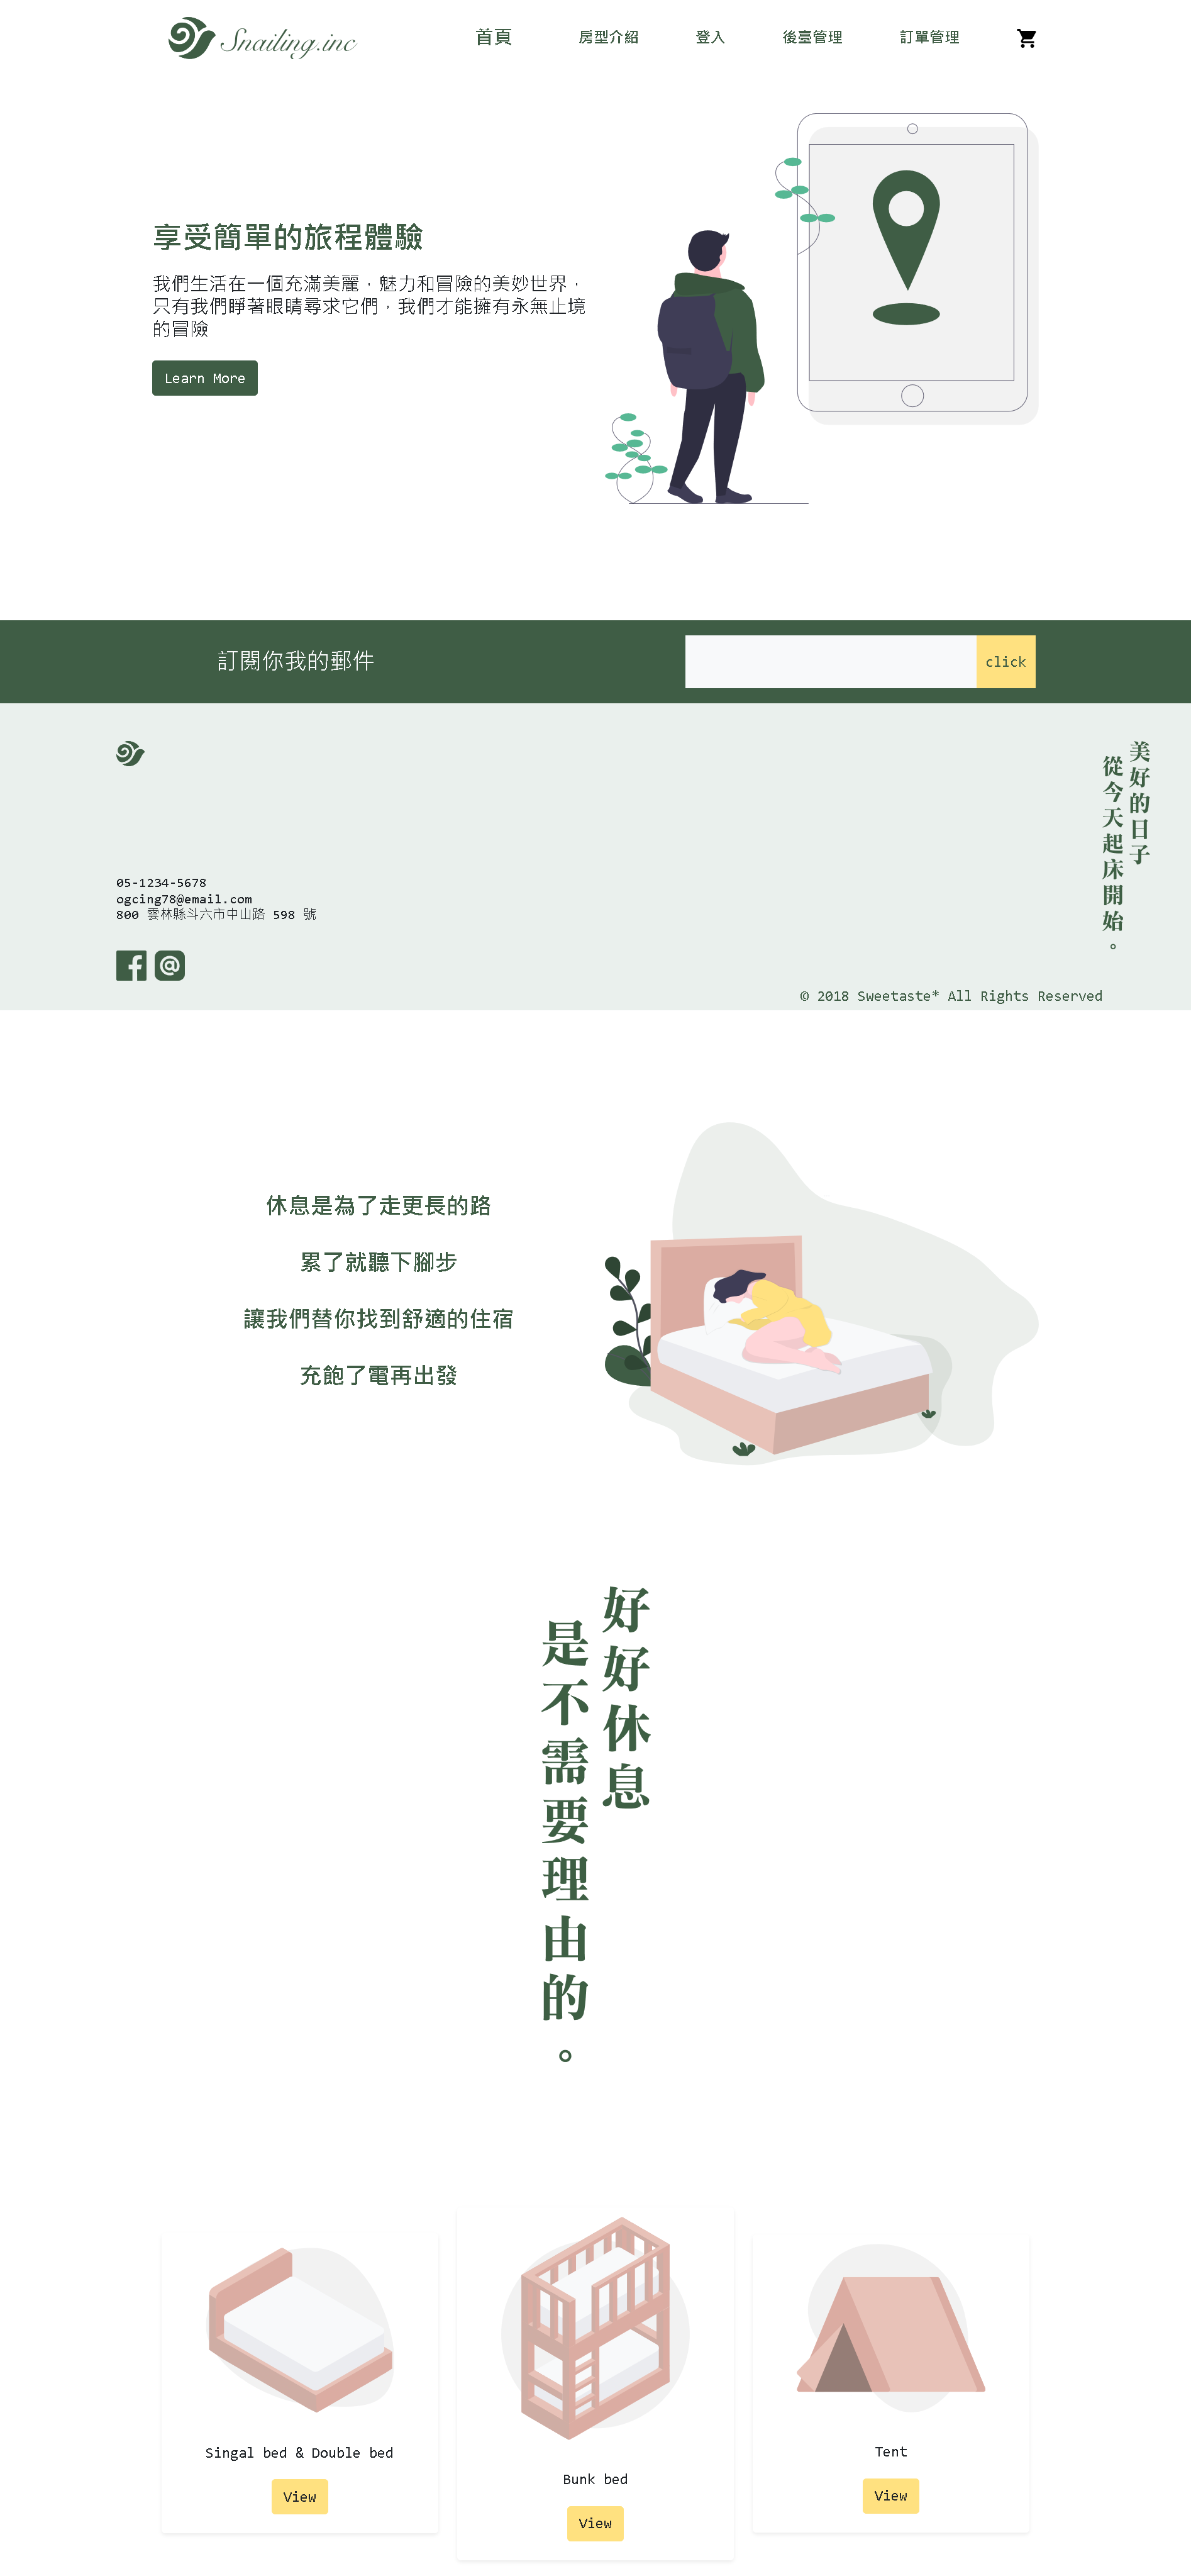 Snailing.inc
首頁
房型介紹
登入
後臺管理
訂單管理
享受簡單的旅程體驗
我們生活在一個充滿美麗，魅力和冒險的美妙世界，
只有我們睜著眼睛尋求它們，我們才能擁有永無止境
的冒險
Learn More
訂閱你我的郵件
click
美好的日子
從今天起床開始。
05-1234-5678
ogcing78@email.com
800 雲林縣斗六市中山路 598 號
© 2018 Sweetaste* All Rights Reserved
休息是為了走更長的路
累了就聽下腳步
讓我們替你找到舒適的住宿
充飽了電再出發
好好休息
是不需要理由的。
Singal bed & Double bed
View
Bunk bed
View
Tent
View